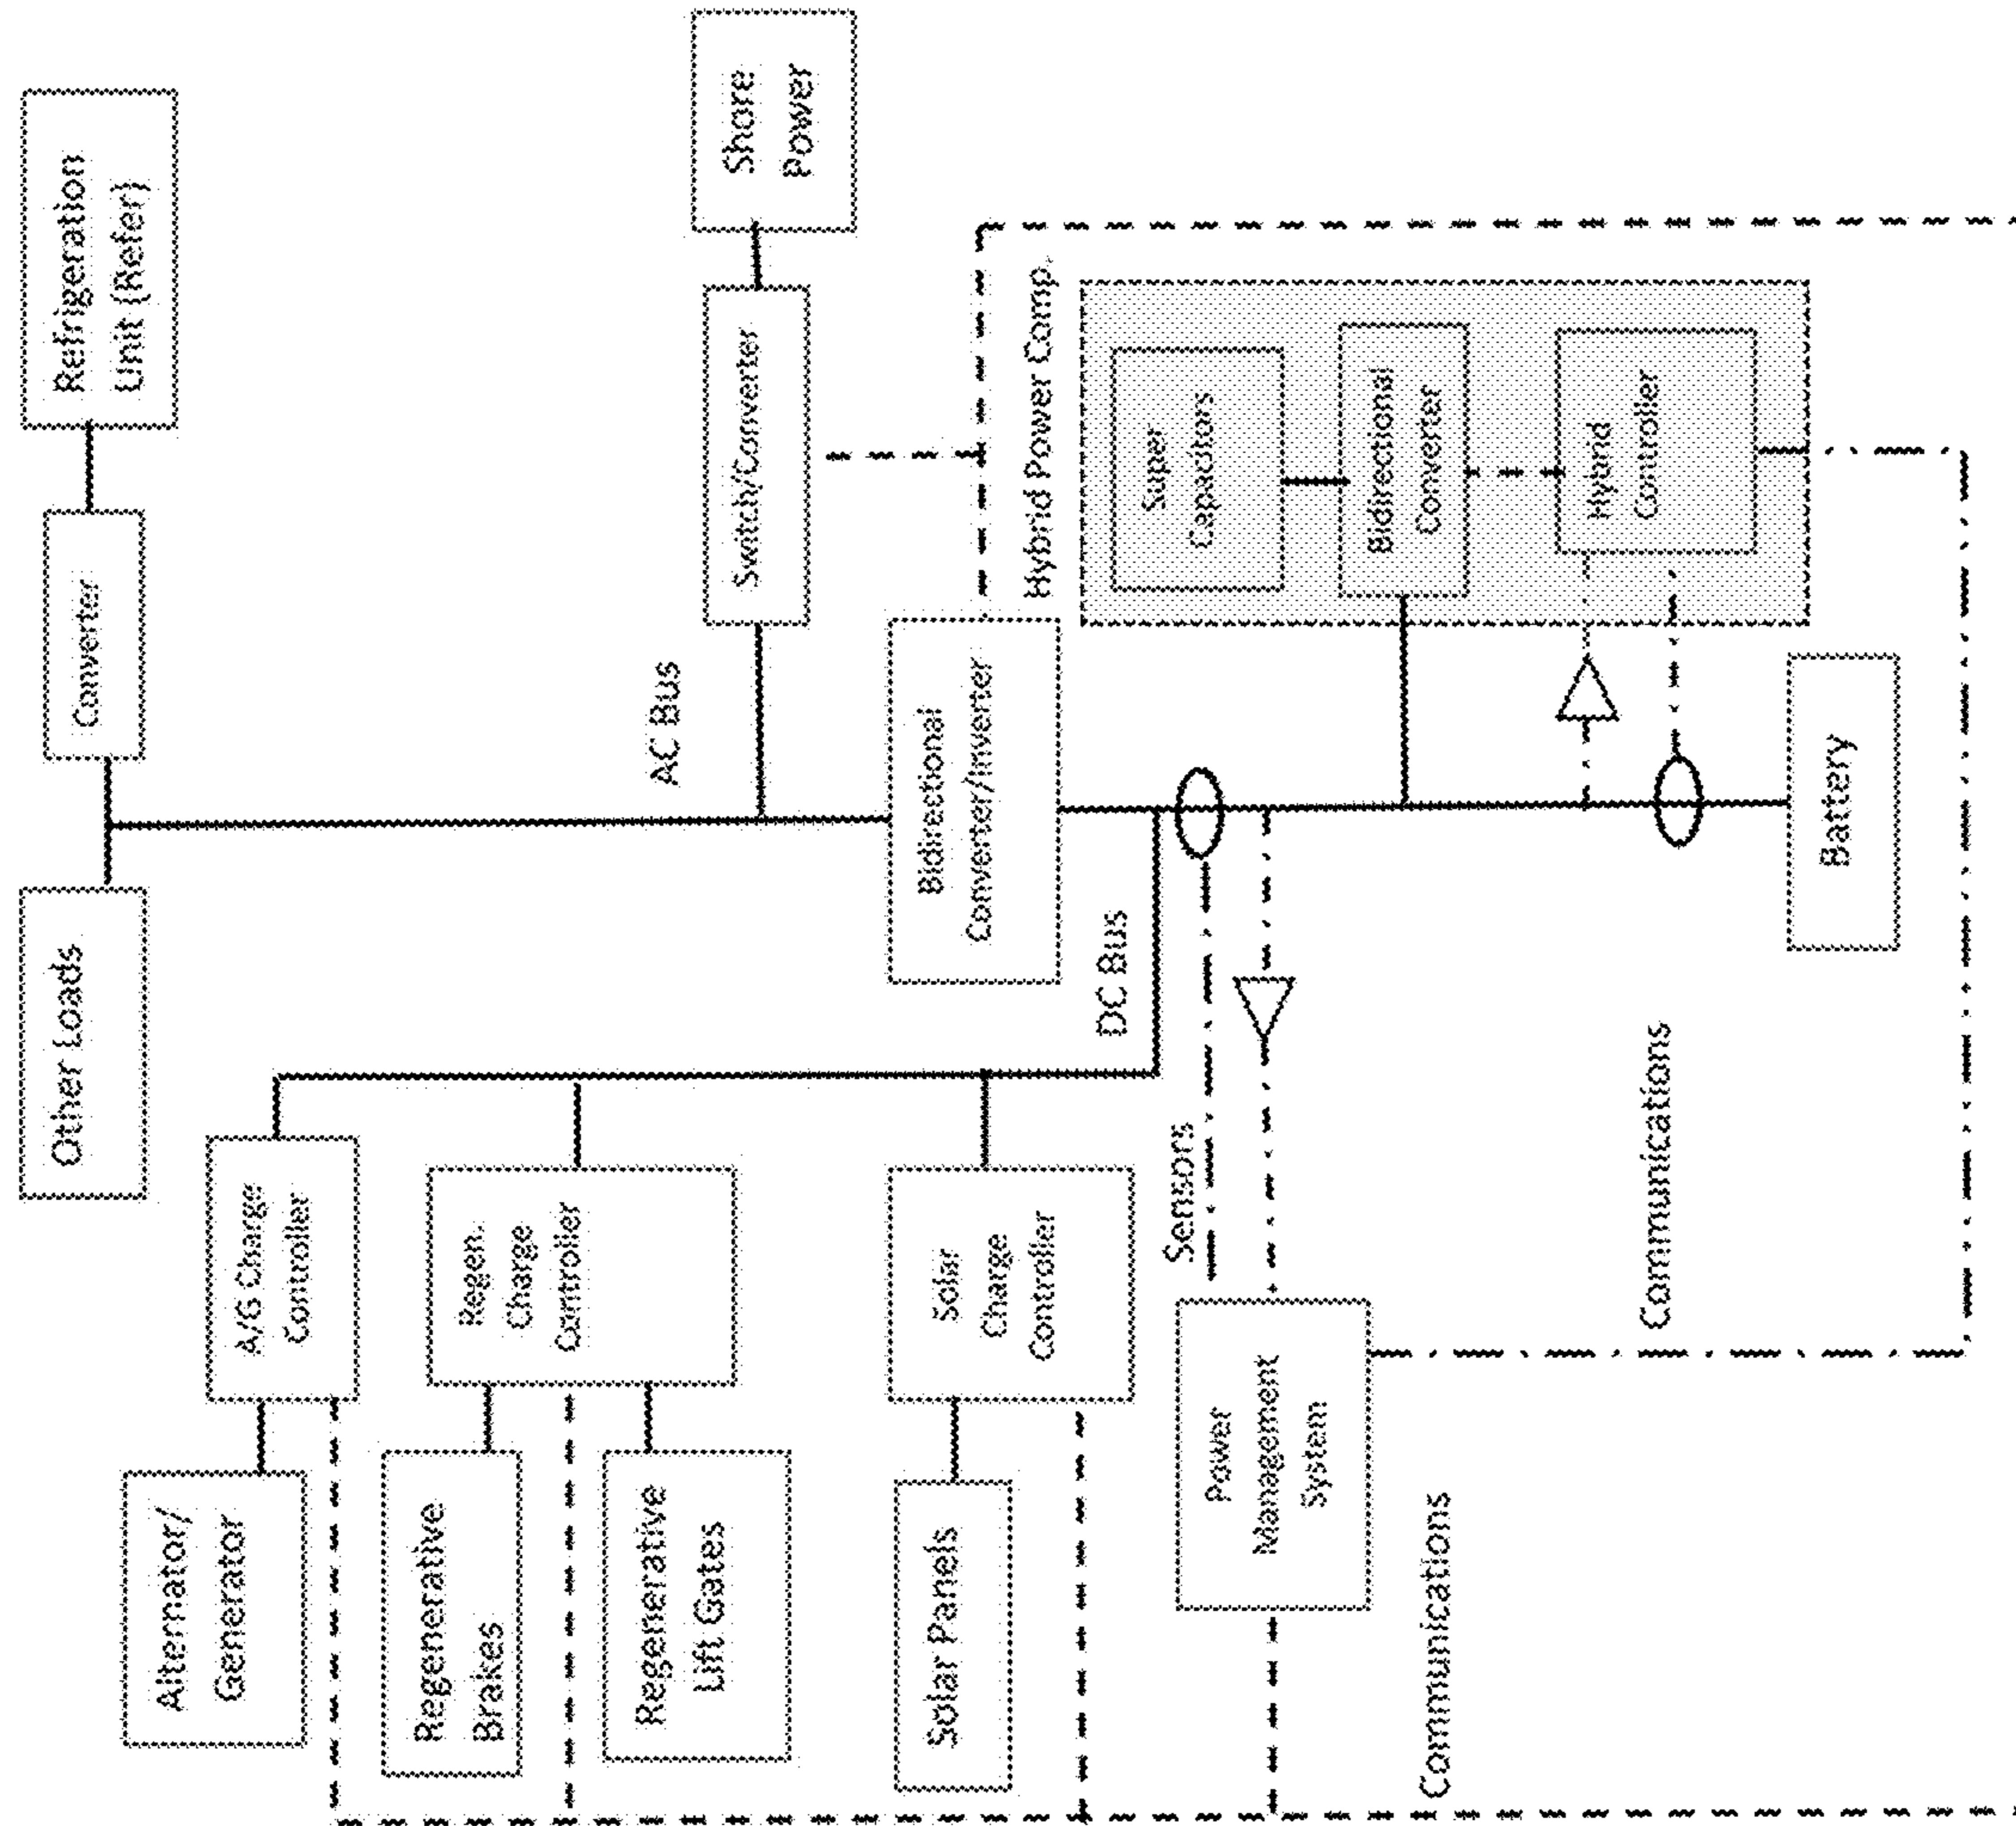 Other Loads
Converter
Refrigeration
Unit (Refer)
Alternator/
Generator
A/G Charge
Controller
Regenerative
Brakes
Regen.
Charge
Controller
Regenerative
Lift Gates
AC Bus
Switch/Converter
Shore
Power
Solar Panels
Solar
Charge
Controller
Bidirectional
Converter/Inverter
Hybrid Power Comp.
DC Bus
Super
Capacitors
Sensors
Power
Management
System
Bidirectional
Converter
Communications
Hybrid
Controller
Communications
Battery